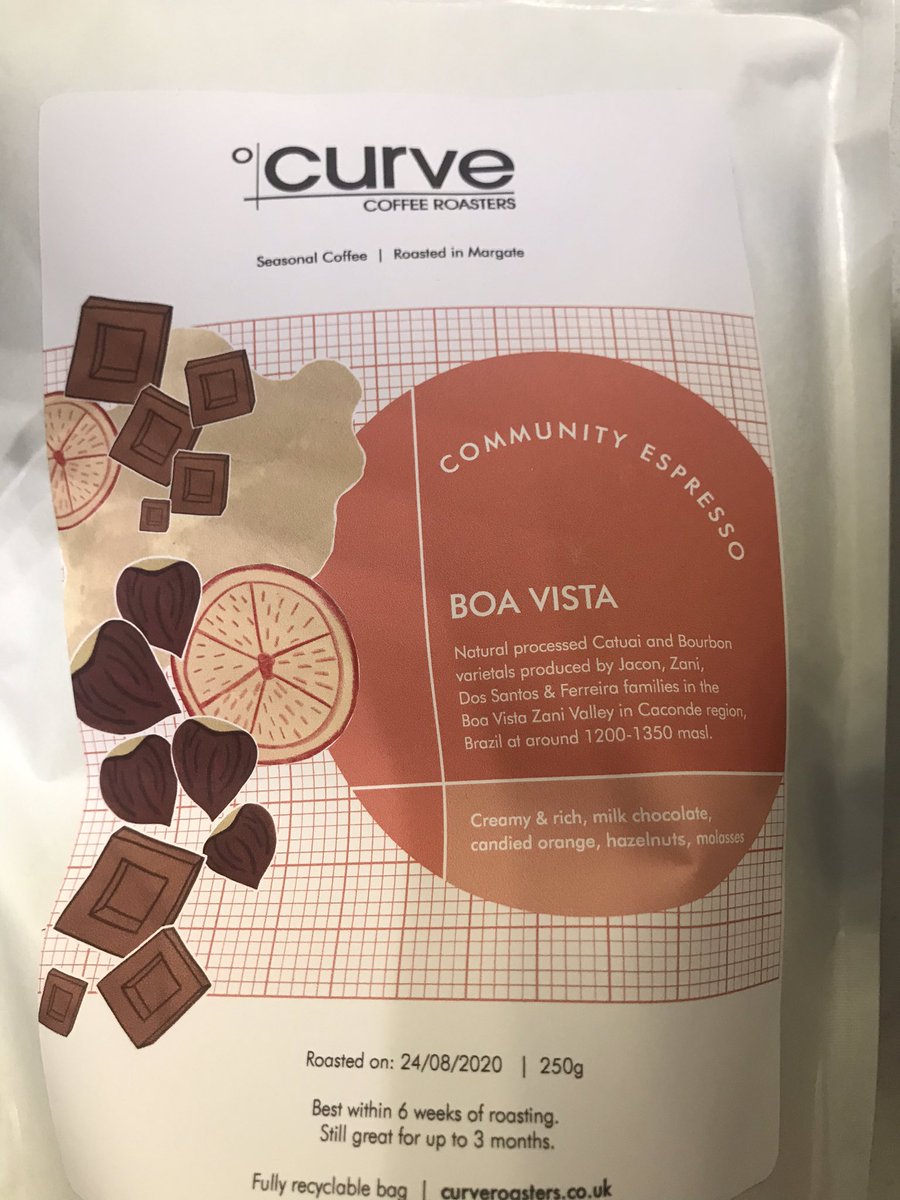 °curve
COFFEE ROASTERS
Seasonal Coffee | Roasted in Margate
COMMUNITY ESPRESSO
BOA VISTA
Natural processed Catuai and Bourbon
varietals produced by Jacon, Zani,
Dos Santos & Ferreira families in the
Boa Vista Zani Valley in Caconde region,
Brazil at around 1200-1350 masl.
Creamy & rich, milk chocolate,
candied orange, hazelnuts, molasses
Roasted on: 24/08/2020 | 250g
Best within 6 weeks of roasting.
Still great for up to 3 months.
Fully recyclable bag | curveroasters.co.uk